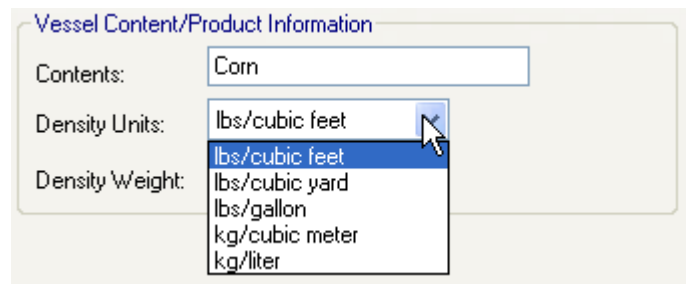 Vessel Content/Product Information
Contents: Corn
Density Units: lbs/cubic feet
lbs/cubic feet
Density Weight: lbs/cubic yard
lbs/gallon
kg/cubic meter
kg/liter